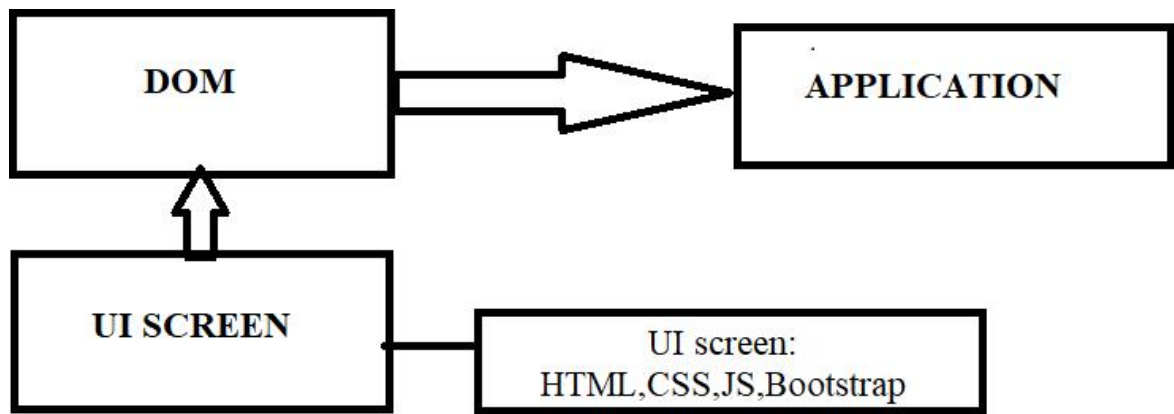 DOM
APPLICATION
UI SCREEN
UI screen:
HTML,CSS,JS,Bootstrap